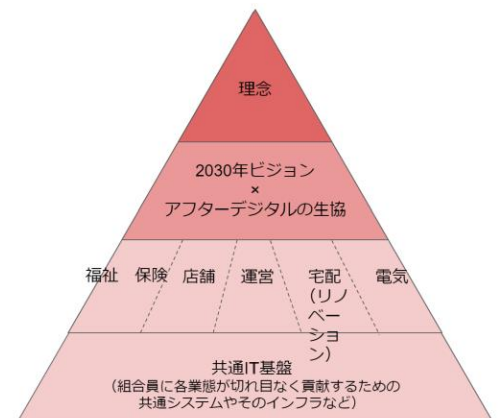 理念
2030年ビジョン
×
アフターデジタルの生協
福祉 保険 店舗 運営 宅配 電気
（リノ
ベー
ショ
ン）
共通IT基盤
（組合員に各業態が切れ目なく貢献するための
共通システムやそのインフラなど）